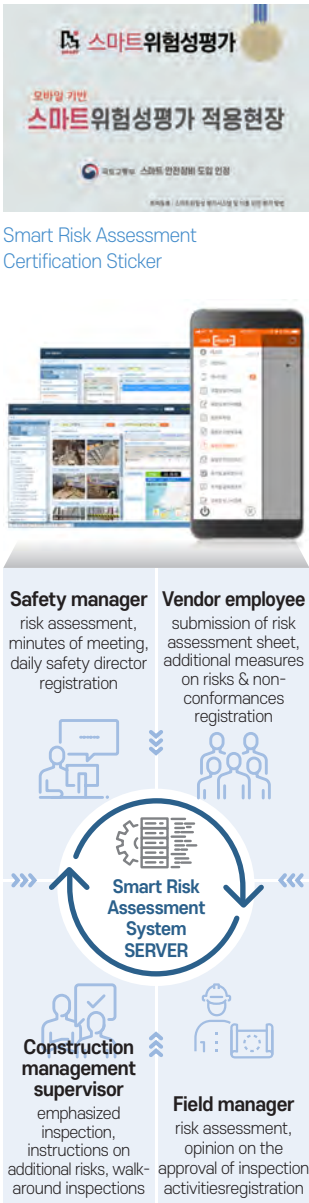 스마트위험성평가
모바일 기반
스마트위험성평가 적용현장
국토교통부 스마트 안전장비 도입 인정
Smart Risk Assessment
Certification Sticker
Safety manager
risk assessment,
minutes of meeting,
daily safety director
registration
Vendor employee
submission of risk
assessment sheet,
additional measures
on risks & non-
conformances
registration
Smart Risk
Assessment
System
SERVER
Construction
management
supervisor
emphasized
inspection,
instructions on
additional risks, walk-
around inspections
Field manager
risk assessment,
opinion on the
approval of inspection
activitiesregistration